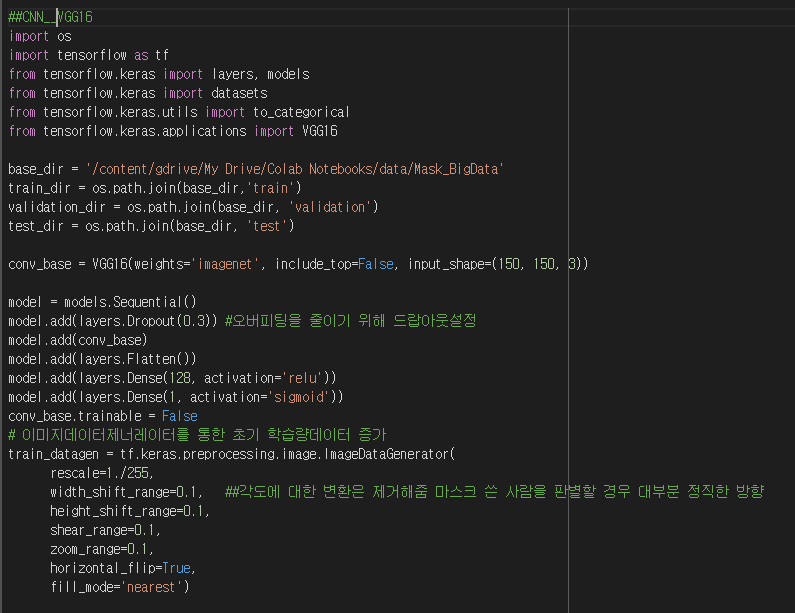 ##CNN__VGG16
import os
import tensorflow as tf
from tensorflow.keras import layers, models
from tensorflow.keras import datasets
from tensorflow.keras.utils import to_categorical
from tensorflow.keras.applications import VGG16

base_dir = '/content/gdrive/My Drive/Colab Notebooks/data/Mask_BigData'
train_dir = os.path.join(base_dir,'train')
validation_dir = os.path.join(base_dir, 'validation')
test_dir = os.path.join(base_dir, 'test')

conv_base = VGG16(weights='imagenet', include_top=False, input_shape=(150, 150, 3))

model = models.Sequential()
model.add(layers.Dropout(0.3)) #오버피팅을 줄이기 위해 드랍아웃설정
model.add(conv_base)
model.add(layers.Flatten())
model.add(layers.Dense(128, activation='relu'))
model.add(layers.Dense(1, activation='sigmoid'))
conv_base.trainable = False
# 이미지데이터제너레이터를 통한 초기 학습량데이터 증가
train_datagen = tf.keras.preprocessing.image.ImageDataGenerator(
      rescale=1./255,
      width_shift_range=0.1,   ##각도에 대한 변환은 제거해줌 마스크 쓴 사람을 판별할 경우 대부분 정직한 방향
      height_shift_range=0.1,
      shear_range=0.1,
      zoom_range=0.1,
      horizontal_flip=True,
      fill_mode='nearest')